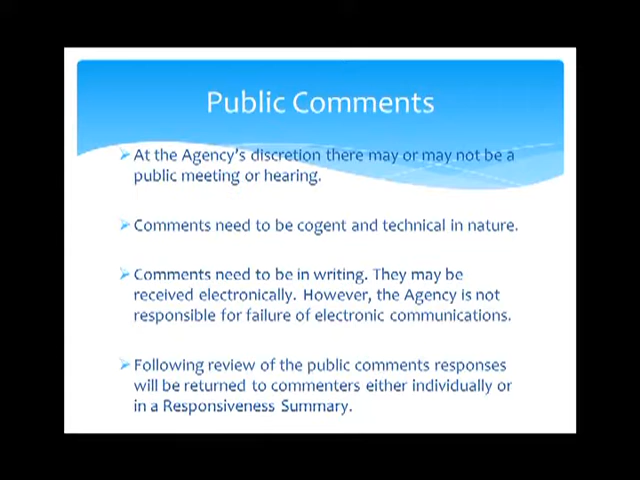 Public Comments
At the Agency's discretion there may or may not be a
public meeting or hearing.
Comments need to be cogent and technical in nature.
Comments need to be in writing. They may be
received electronically. However, the Agency is not
responsible for failure of electronic communications.
Following review of the public comments responses
will be returned to commenters either individually or
in a Responsiveness Summary.